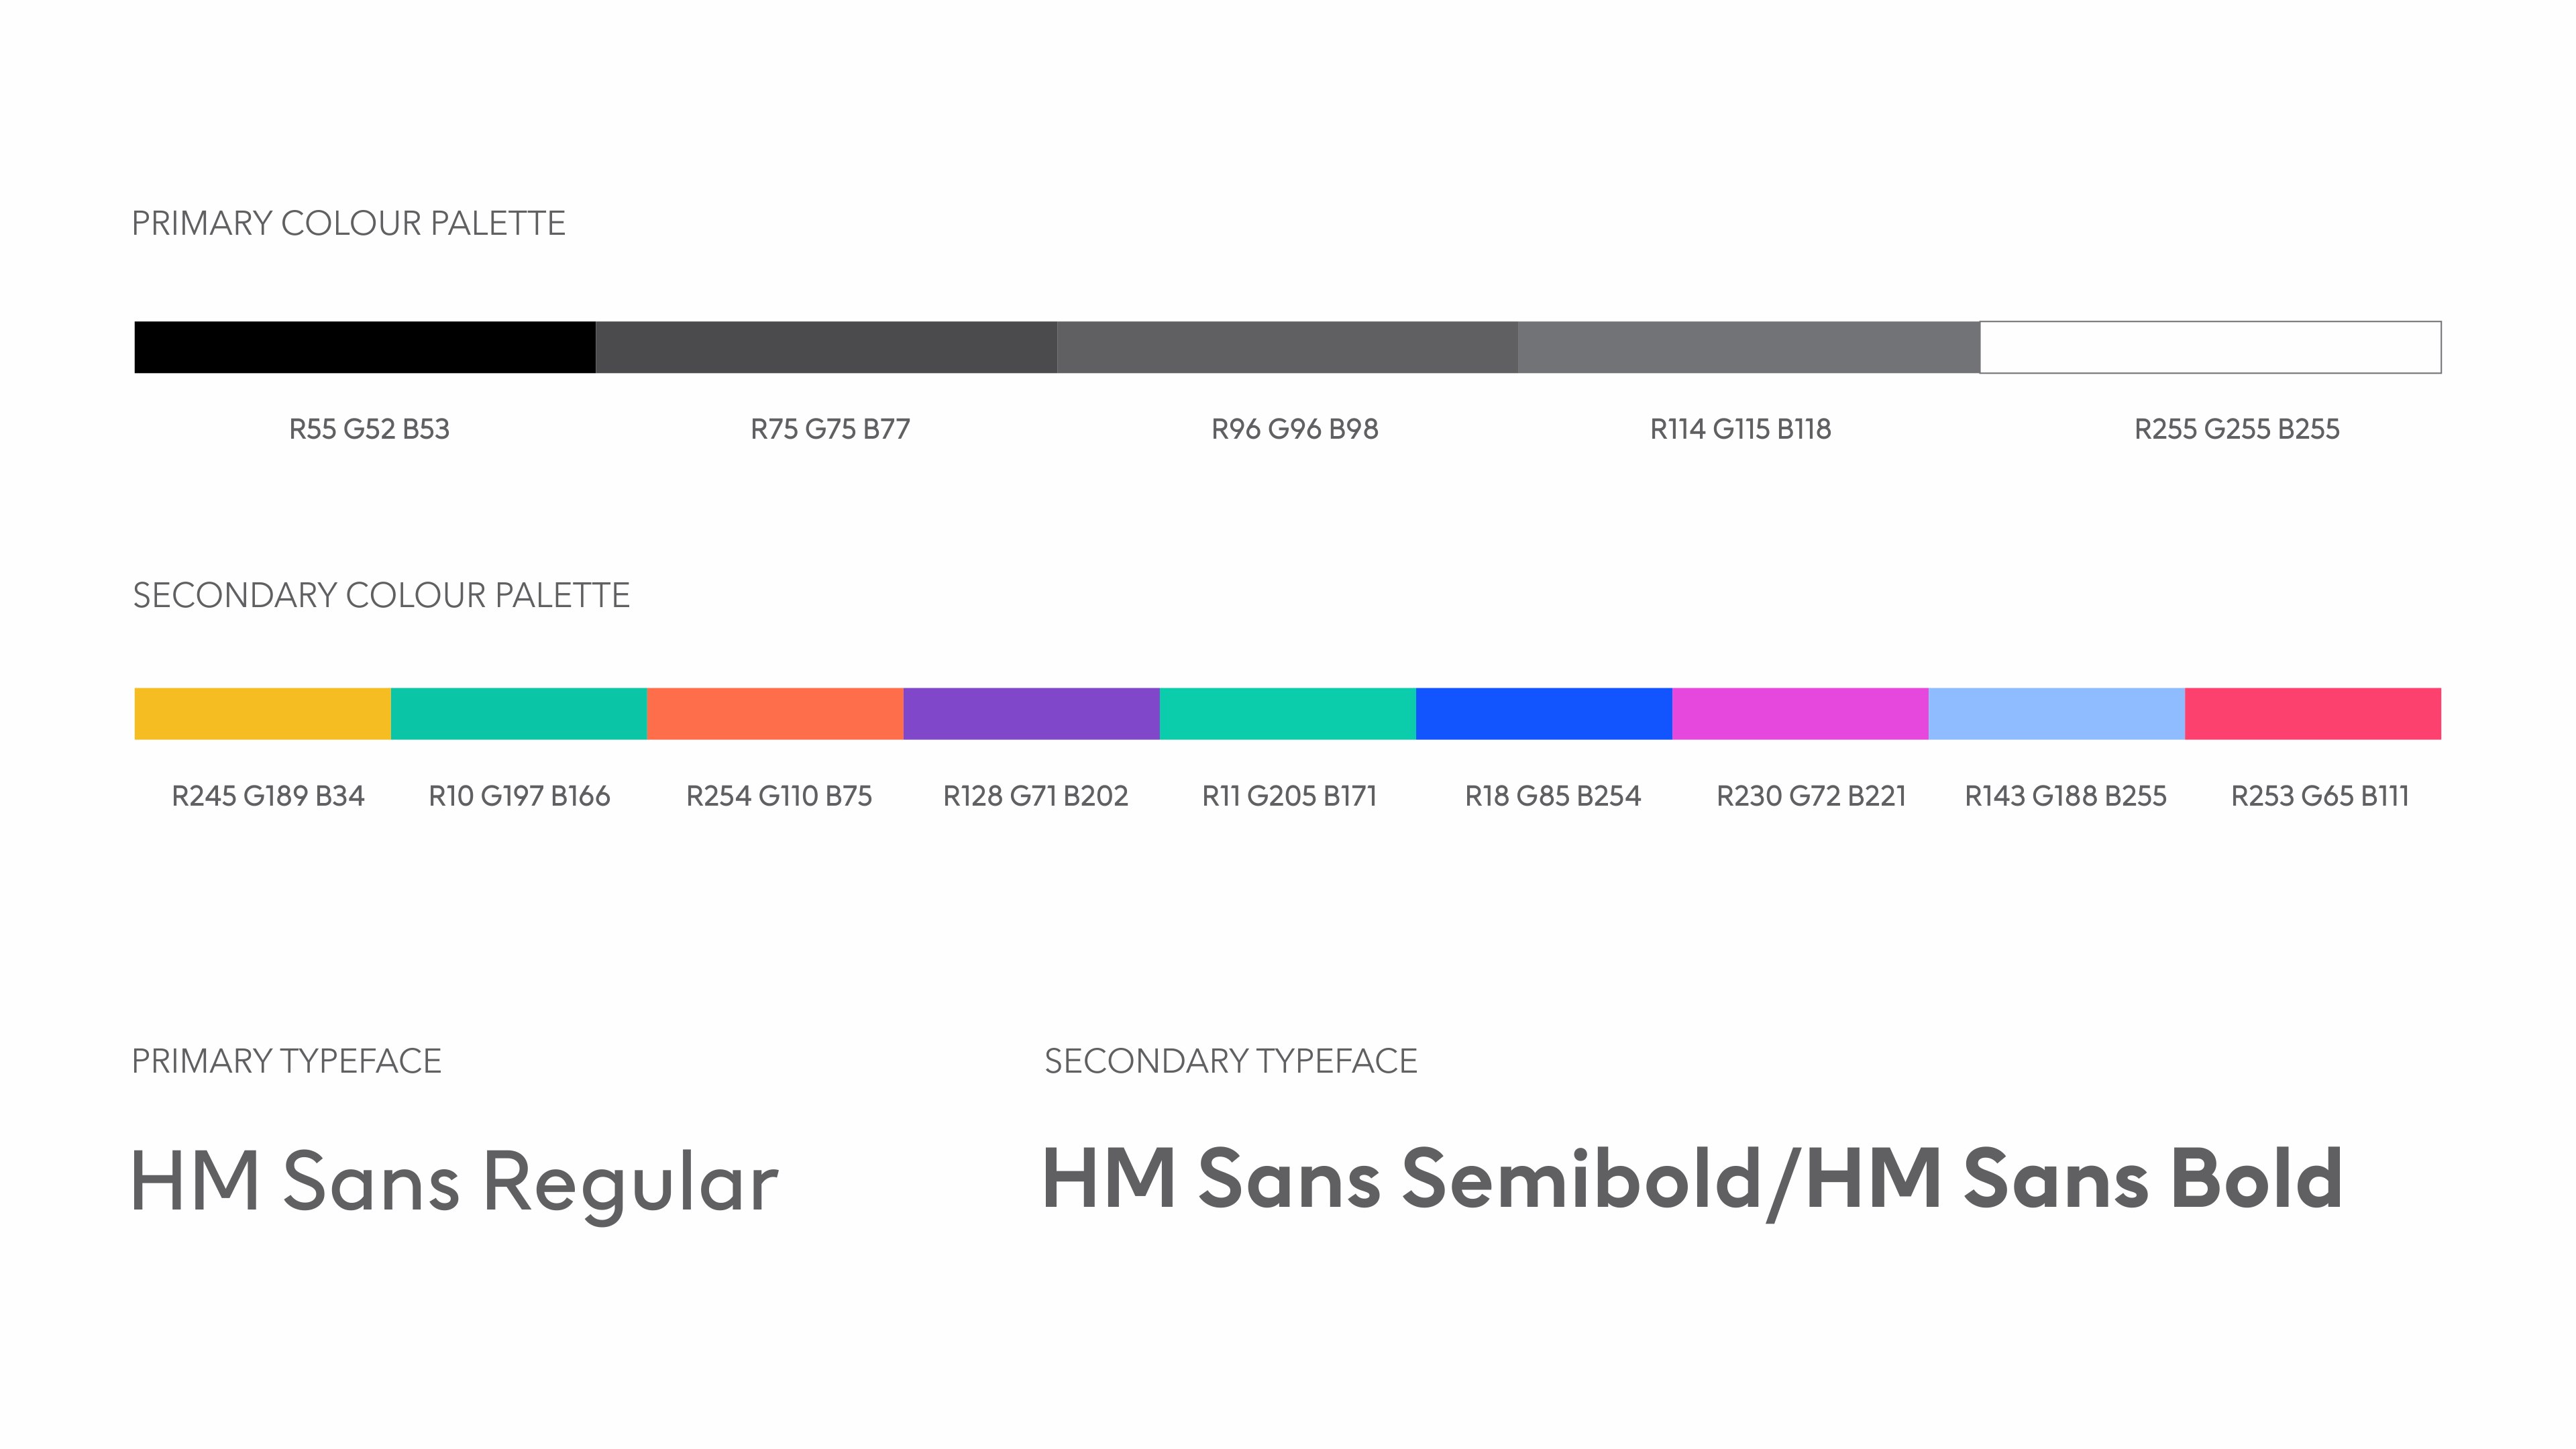 PRIMARY COLOUR PALETTE
R55 G52 B53
R75 G75 B77
R96 G96 B98
R114 G115 B118
R255 G255 B255
SECONDARY COLOUR PALETTE
R245 G189 B34
R10 G197 B166
R254 G110 B75
R128 G71 B202
R11 G205 B171
R18 G85 B254
R230 G72 B221
R143 G188 B255
R253 G65 B111
PRIMARY TYPEFACE
HM Sans Regular
SECONDARY TYPEFACE
HM Sans Semibold/HM Sans Bold